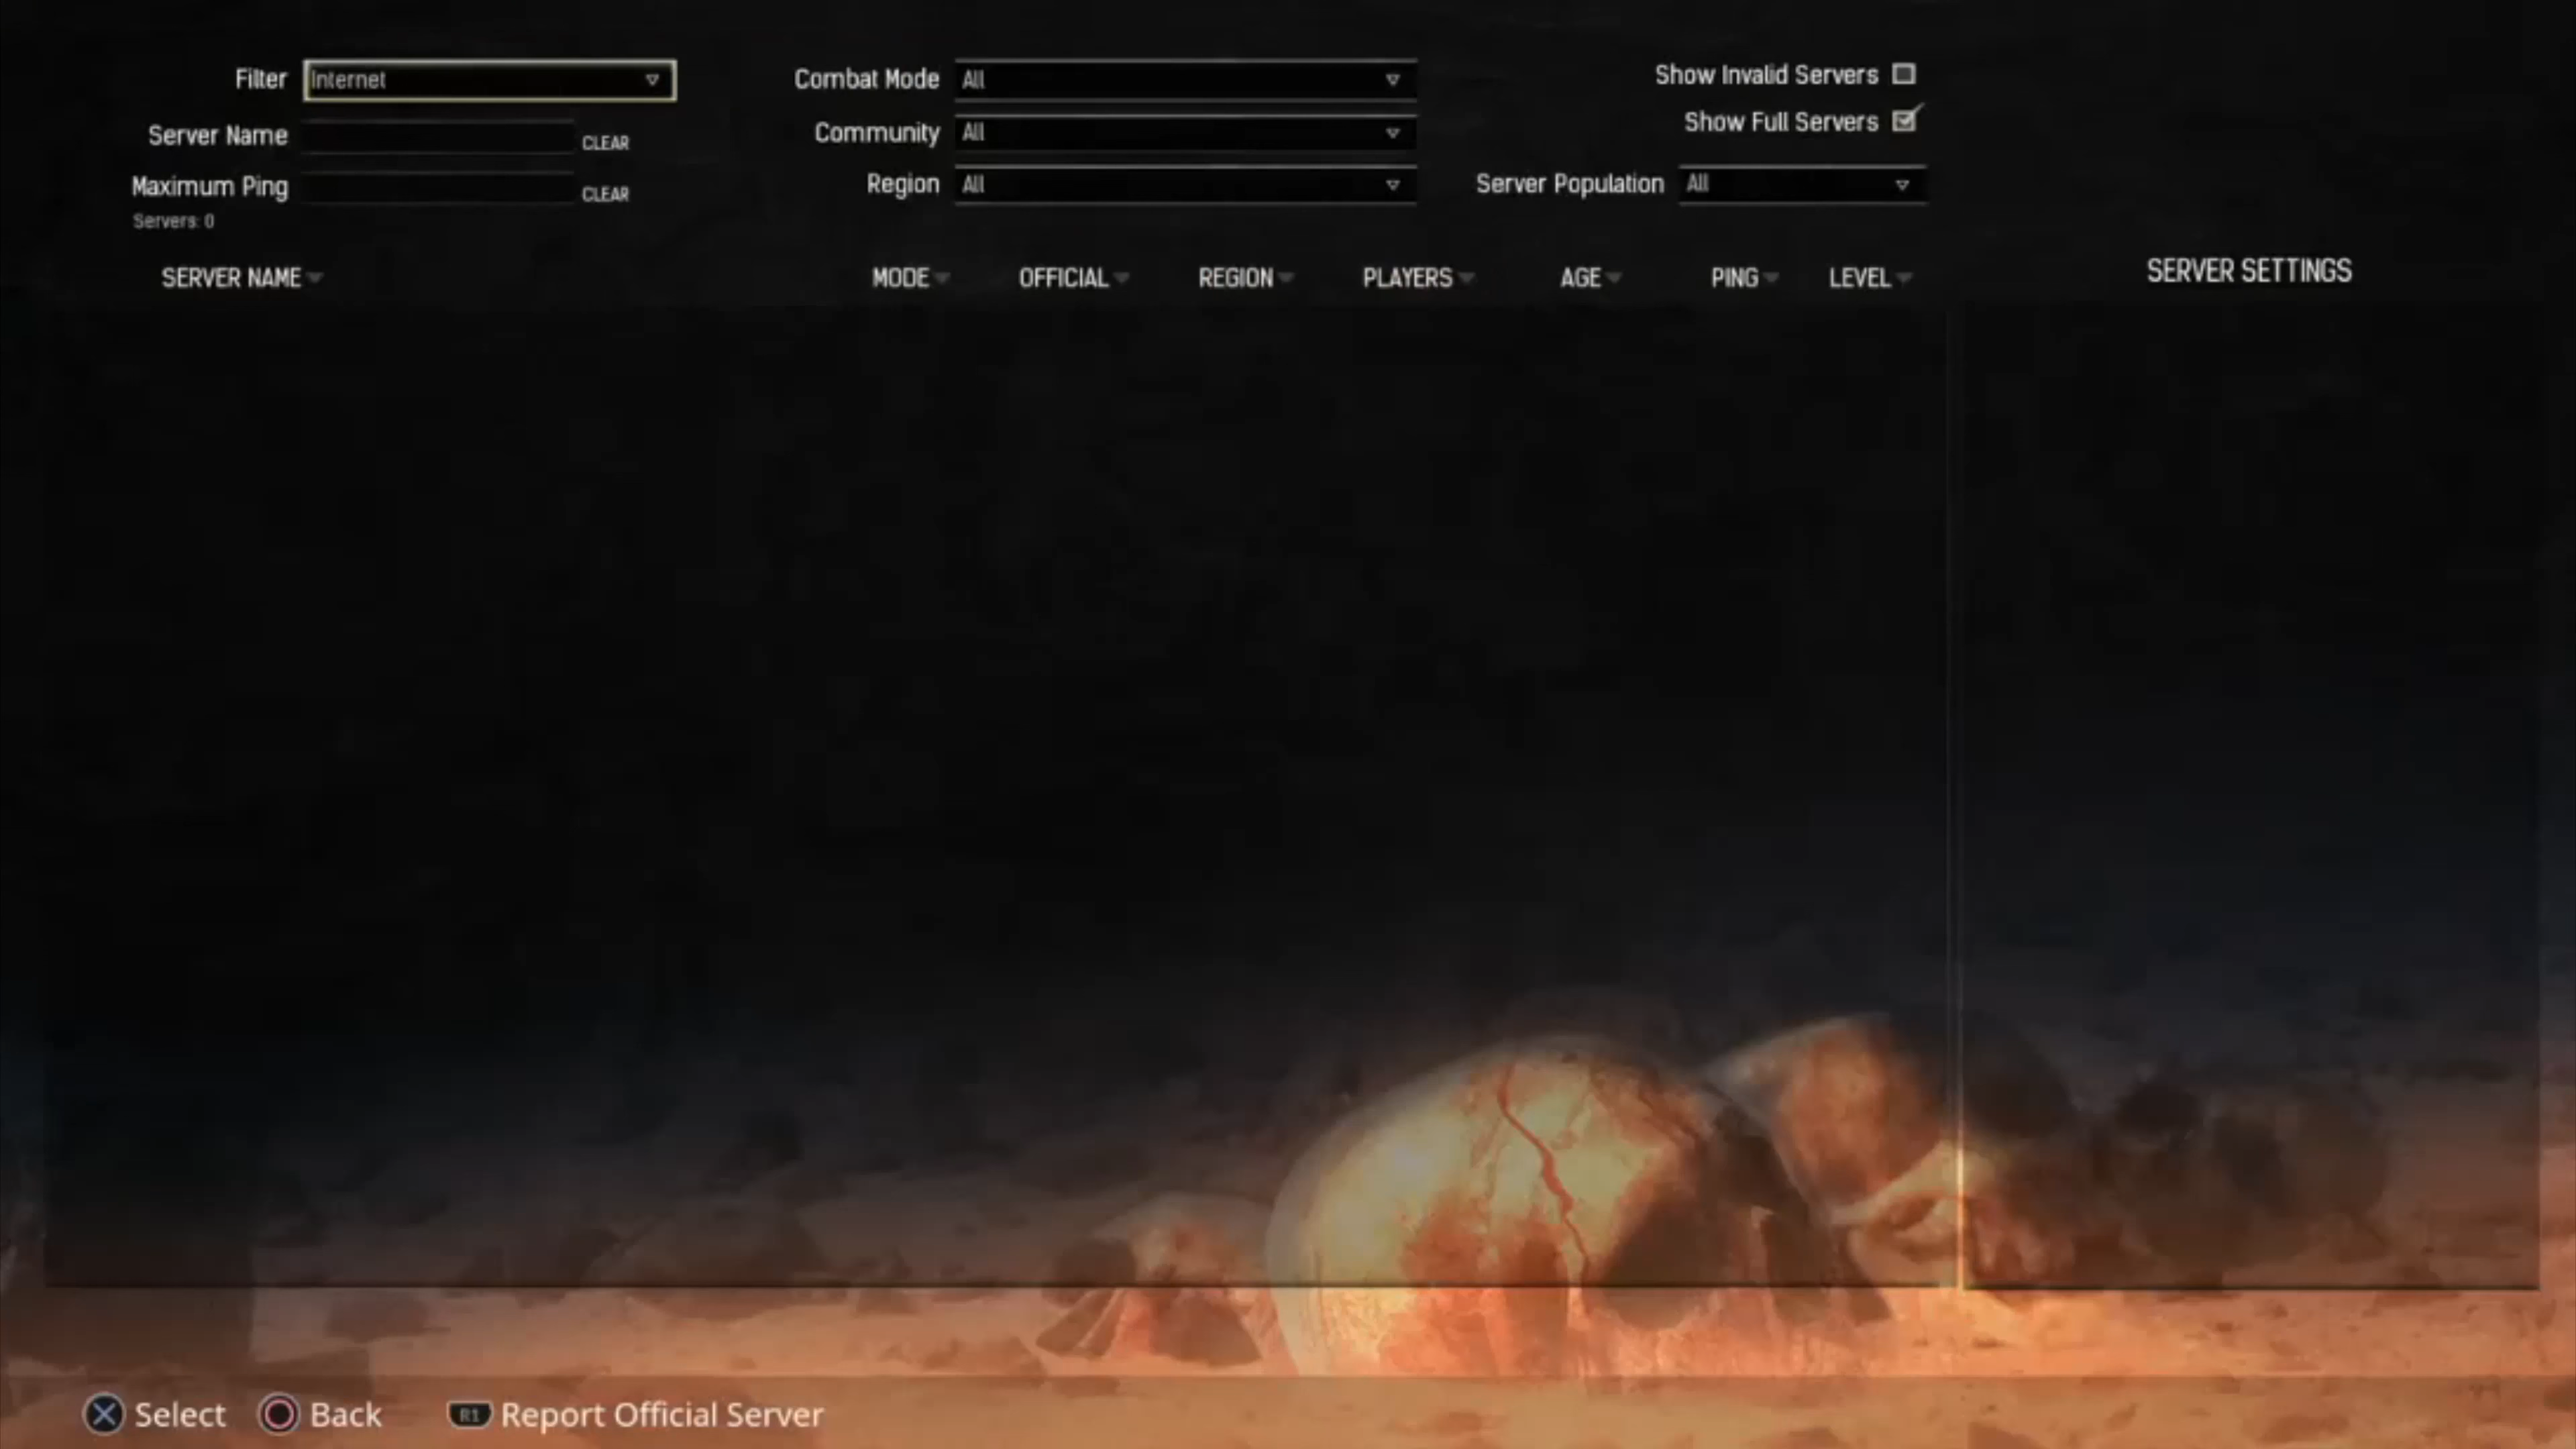 Filter Internet
Server Name CLEAR
Maximum Ping CLEAR
Servers: 0
Combat Mode All
Community All
Region All
Show Invalid Servers
Show Full Servers
Server Population All
SERVER NAME MODE OFFICIAL REGION PLAYERS AGE PING LEVEL
SERVER SETTINGS
Select Back R1 Report Official Server